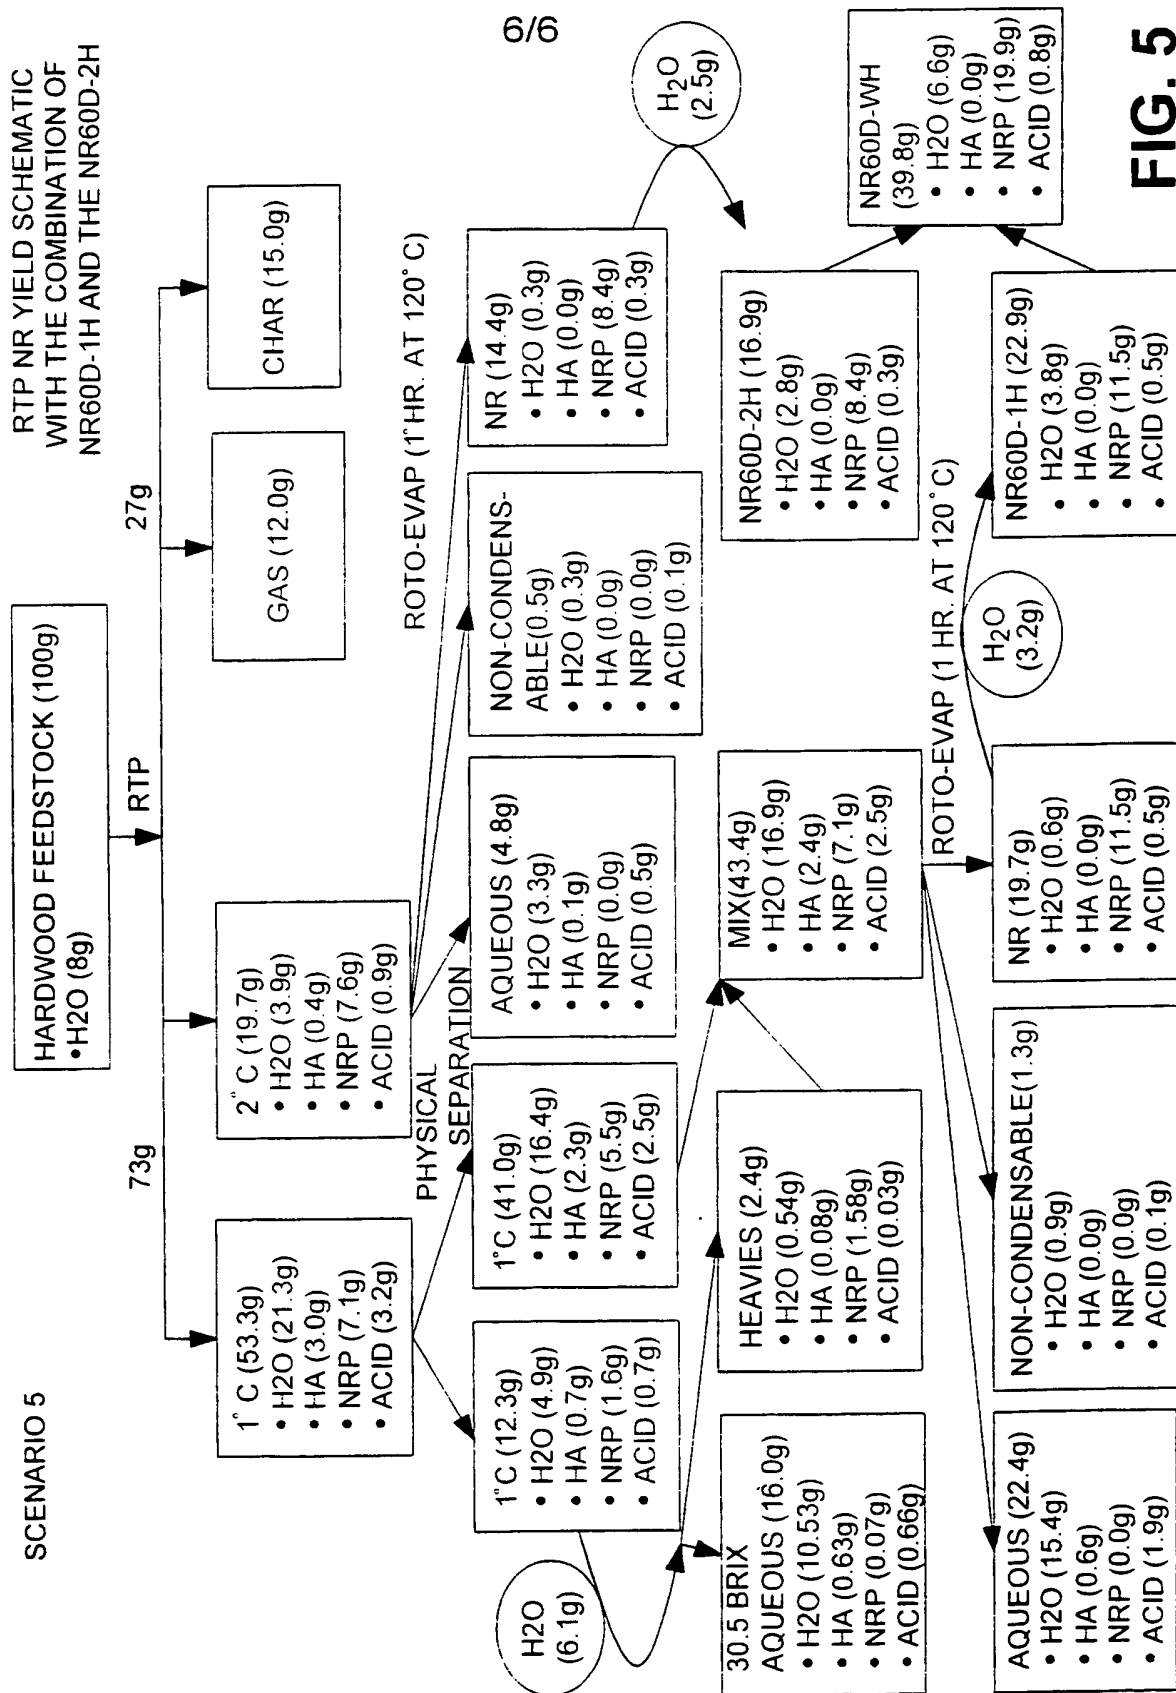 6/6
SCENARIO 5
RTP NR YIELD SCHEMATIC
WITH THE COMBINATION OF
NR60D-1H AND THE NR60D-2H
HARDWOOD FEEDSTOCK (100g)
•H2O (8g)
RTP
73g
27g
1°C (53.3g)
• H2O (21.3g)
• HA (3.0g)
• NRP (7.1g)
• ACID (3.2g)
2°C (19.7g)
• H2O (3.9g)
• HA (0.4g)
• NRP (7.6g)
• ACID (0.9g)
GAS (12.0g)
CHAR (15.0g)
PHYSICAL
SEPARATION
ROTO-EVAP (1 HR. AT 120°C)
1°C (12.3g)
• H2O (4.9g)
• HA (0.7g)
• NRP (1.6g)
• ACID (0.7g)
1°C (41.0g)
• H2O (16.4g)
• HA (2.3g)
• NRP (5.5g)
• ACID (2.5g)
AQUEOUS (4.8g)
• H2O (3.3g)
• HA (0.1g)
• NRP (0.0g)
• ACID (0.5g)
NON-CONDENS-
ABLE(0.5g)
• H2O (0.3g)
• HA (0.0g)
• NRP (0.0g)
• ACID (0.1g)
NR (14.4g)
• H2O (0.3g)
• HA (0.0g)
• NRP (8.4g)
• ACID (0.3g)
H2O
(6.1g)
H2O
(2.5g)
30.5 BRIX
AQUEOUS (16.0g)
• H2O (10.53g)
• HA (0.63g)
• NRP (0.07g)
• ACID (0.66g)
HEAVIES (2.4g)
• H2O (0.54g)
• HA (0.08g)
• NRP (1.58g)
• ACID (0.03g)
MIX(43.4g)
• H2O (16.9g)
• HA (2.4g)
• NRP (7.1g)
• ACID (2.5g)
NR60D-2H (16.9g)
• H2O (2.8g)
• HA (0.0g)
• NRP (8.4g)
• ACID (0.3g)
NR60D-WH
(39.8g)
• H2O (6.6g)
• HA (0.0g)
• NRP (19.9g)
• ACID (0.8g)
ROTO-EVAP (1 HR. AT 120°C)
H2O
(3.2g)
AQUEOUS (22.4g)
• H2O (15.4g)
• HA (0.6g)
• NRP (0.0g)
• ACID (1.9g)
NON-CONDENSABLE(1.3g)
• H2O (0.9g)
• HA (0.0g)
• NRP (0.0g)
• ACID (0.1g)
NR (19.7g)
• H2O (0.6g)
• HA (0.0g)
• NRP (11.5g)
• ACID (0.5g)
NR60D-1H (22.9g)
• H2O (3.8g)
• HA (0.0g)
• NRP (11.5g)
• ACID (0.5g)
FIG. 5